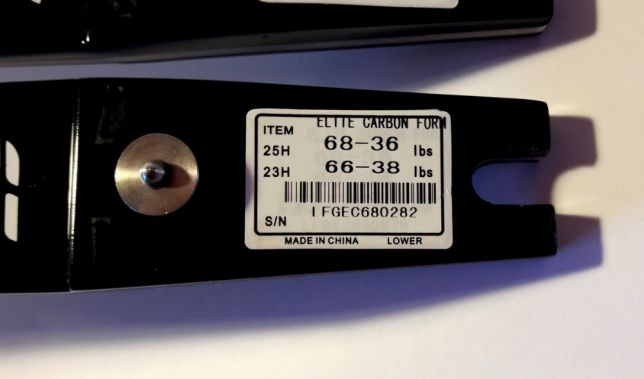 ITEM ELITE CARBON FORM
25H 68-36 lbs
23H 66-38 lbs
LFGEC680282
S/N
MADE IN CHINA LOWER